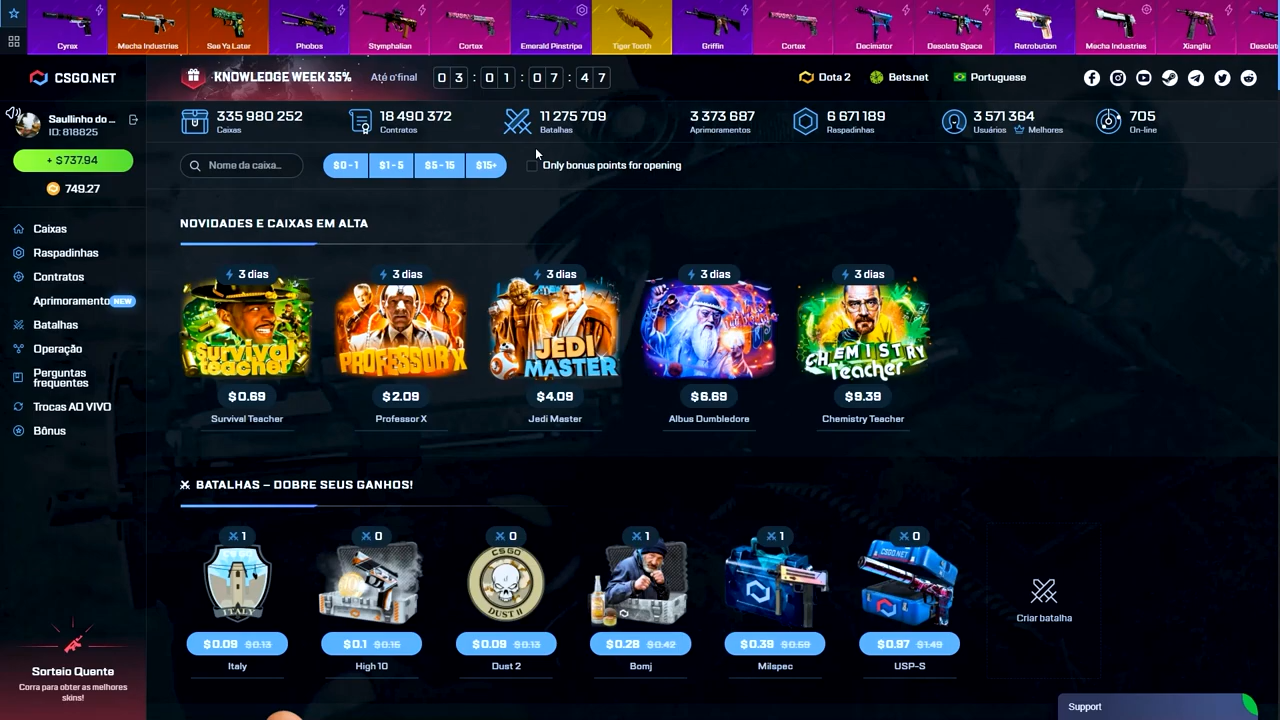 Cyrex
Mecha Industries
See Ya Later
Phobos
Stymphalian
Cortex
Emerald Pinstripe
Tiger Tooth
Griffin
Cortex
Decimator
Desolate Space
Retrobution
Mecha Industries
Xiangliu
CSGO.NET
KNOWLEDGE WEEK 35%
Até o'final
03:01:07:47
Dota 2
Bets.net
Portuguese
Saullinho do ...
ID: 818825
+ $737.94
749.27
335 980 252
Caixas
18 490 372
Contratos
11 275 709
Batalhas
3 373 687
Aprimoramentos
6 671 189
Raspadinhas
3 571 364
Usuários
Melhores
705
On-line
Nome da caixa...
$0 - 1
$1 - 5
$5 - 15
$15+
Only bonus points for opening
Caixas
Raspadinhas
Contratos
Aprimoramento
NEW
Batalhas
Operação
Perguntas
frequentes
Trocas AO VIVO
Bônus
NOVIDADES E CAIXAS EM ALTA
3 dias
3 dias
3 dias
3 dias
3 dias
Survival
teacher
PROFESSOR X
JEDI
MASTER
CHEMISTRY
Teacher
$0.69
$2.09
$4.09
$6.69
$9.39
Survival Teacher
Professor X
Jedi Master
Albus Dumbledore
Chemistry Teacher
BATALHAS – DOBRE SEUS GANHOS!
1
0
0
1
1
0
ITALY
CSGO
DUST II
CSGO.NET
$0.09 $0.13
$0.1 $0.15
$0.09 $0.13
$0.28 $0.42
$0.39 $0.59
$0.97 $1.49
Italy
High 10
Dust 2
Bomj
Milspec
USP-S
Criar batalha
Sorteio Quente
Corra para obter as melhores
skins!
Support